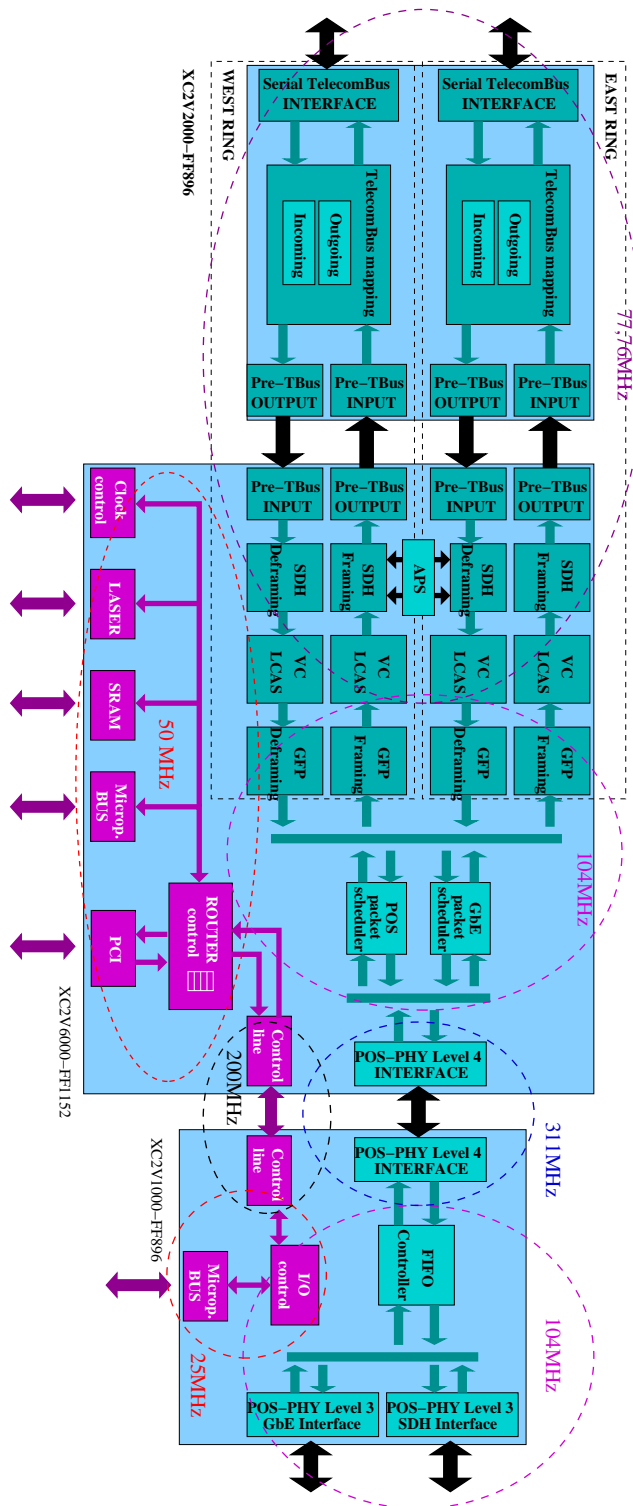 WEST RING
EAST RING
XC2V2000-FF896
Serial TelecomBus
INTERFACE
Serial TelecomBus
INTERFACE
TelecomBus mapping
Outgoing
Incoming
TelecomBus mapping
Outgoing
Incoming
77,76MHz
Pre-TBus
OUTPUT
Pre-TBus
INPUT
Pre-TBus
OUTPUT
Pre-TBus
INPUT
Pre-TBus
INPUT
Pre-TBus
OUTPUT
Pre-TBus
INPUT
Pre-TBus
OUTPUT
Clock
control
SDH
Deframing
SDH
Framing
APS
SDH
Deframing
SDH
Framing
LASER
VC
LCAS
VC
LCAS
VC
LCAS
VC
LCAS
SRAM
50 MHz
GFP
Deframing
GFP
Framing
GFP
Deframing
GFP
Framing
Microp.
BUS
104MHz
POS
packet
scheduler
GbE
packet
scheduler
ROUTER
control
PCI
XC2V6000-FF1152
Control
line
POS-PHY Level 4
INTERFACE
200MHz
311MHz
Control
line
POS-PHY Level 4
INTERFACE
XC2V1000-FF896
I/O
control
Microp.
BUS
FIFO
Controller
25MHz
104MHz
POS-PHY Level 3
GbE Interface
POS-PHY Level 3
SDH Interface